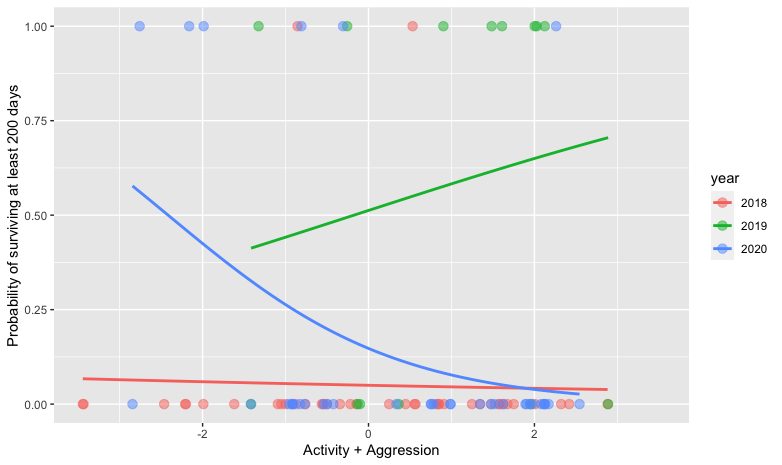 1.00
0.75
0.50
0.25
0.00
Probability of surviving at least 200 days
-2 0 2
Activity + Aggression
year
2018
2019
2020